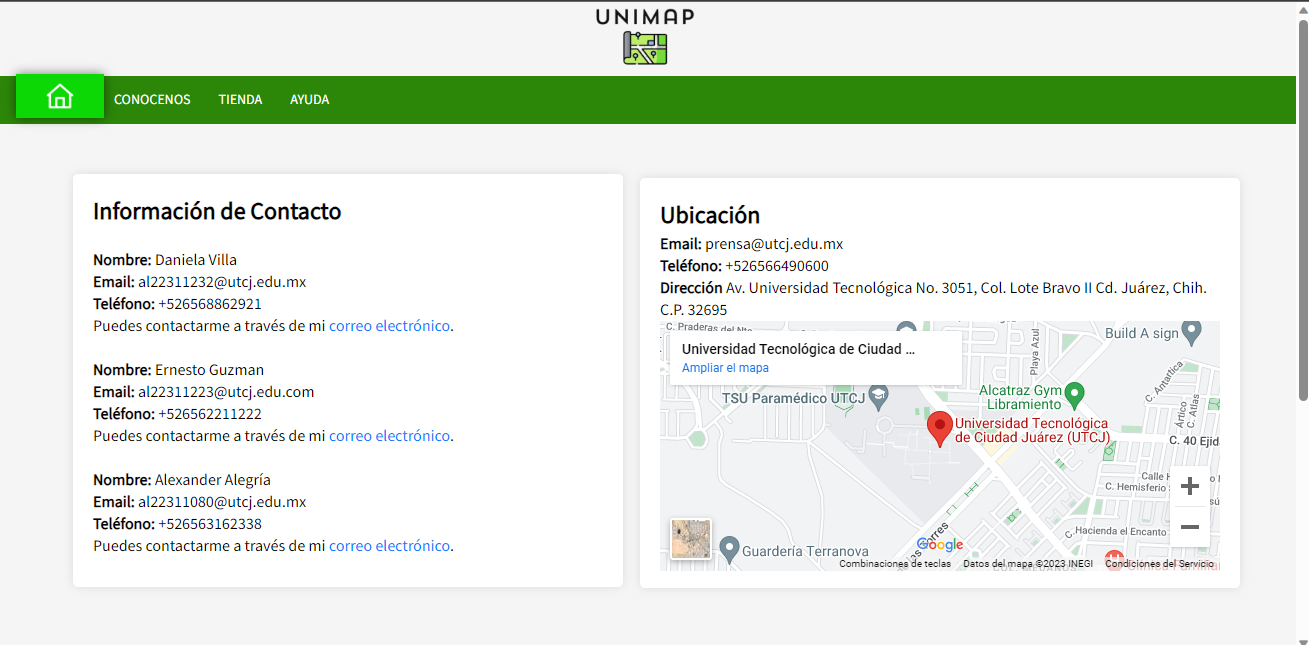 UNIMAP
CONOCENOS TIENDA AYUDA
Información de Contacto
Nombre: Daniela Villa
Email: al22311232@utcj.edu.mx
Teléfono: +526568862921
Puedes contactarme a través de mi correo electrónico.
Nombre: Ernesto Guzman
Email: al22311223@utcj.edu.com
Teléfono: +526562211222
Puedes contactarme a través de mi correo electrónico.
Nombre: Alexander Alegría
Email: al22311080@utcj.edu.mx
Teléfono: +526563162338
Puedes contactarme a través de mi correo electrónico.
Ubicación
Email: prensa@utcj.edu.mx
Teléfono: +526566490600
Dirección Av. Universidad Tecnológica No. 3051, Col. Lote Bravo II Cd. Juárez, Chih.
C.P. 32695
C. Praderas del Nte
Universidad Tecnológica de Ciudad ...
Ampliar el mapa
Playa Azul
Build A sign
TSU Paramédico UTCJ
Alcatraz Gym
Libramiento
C. Antartica
Ártico
C. Atlas
Universidad Tecnológica
de Ciudad Juárez (UTCJ)
C. 40 Ejid
Calle H
C. Hemisferio
C. Hacienda el Encanto
Guardería Terranova
Google
Combinaciones de teclas Datos del mapa ©2023 INEGI Condiciones del Servicio